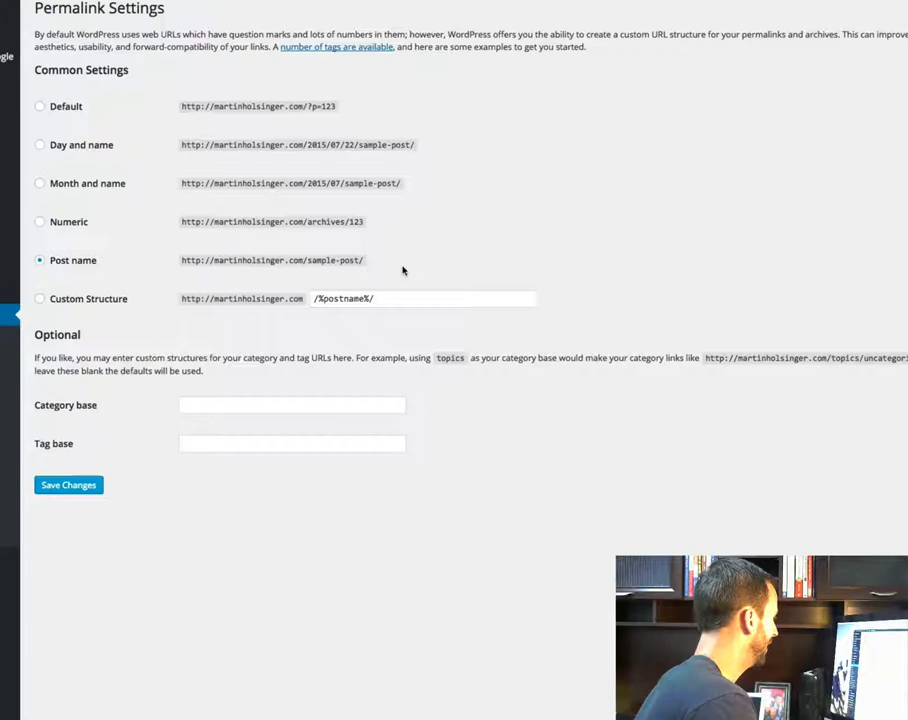 Permalink Settings
By default WordPress uses web URLs which have question marks and lots of numbers in them; however, WordPress offers you the ability to create a custom URL structure for your permalinks and archives. This can improve
ogle
aesthetics, usability, and forward-compatibility of your links. A number of tags are available, and here are some examples to get you started.
Common Settings
Default http://martinholsinger.com/?p=123
Day and name http://martinholsinger.com/2015/07/22/sample-post/
Month and name http://martinholsinger.com/2015/07/sample-post/
Numeric http://martinholsinger.com/archives/123
Post name http://martinholsinger.com/sample-post/
Custom Structure http://martinholsinger.com /%postname%/
Optional
If you like, you may enter custom structures for your category and tag URLs here. For example, using topics as your category base would make your category links like http://martinholsinger.com/topics/uncategori
leave these blank the defaults will be used.
Category base
Tag base
Save Changes